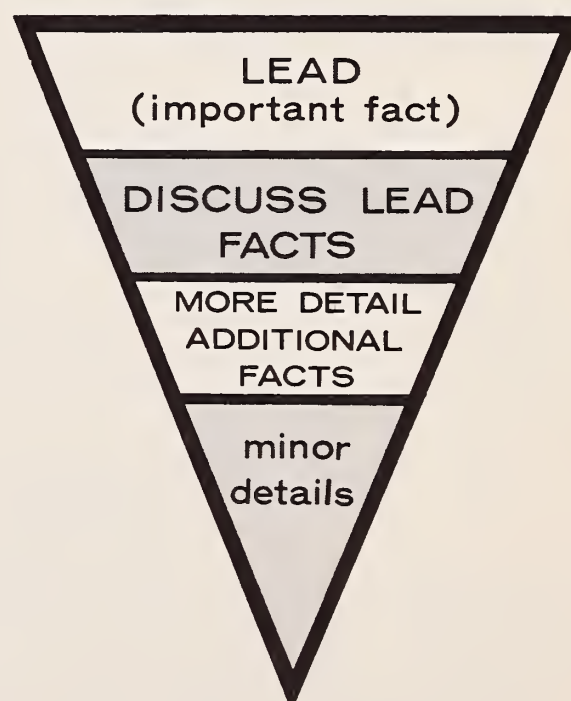 LEAD
(important fact)
DISCUSS LEAD
FACTS
MORE DETAIL
ADDITIONAL
FACTS
minor
details